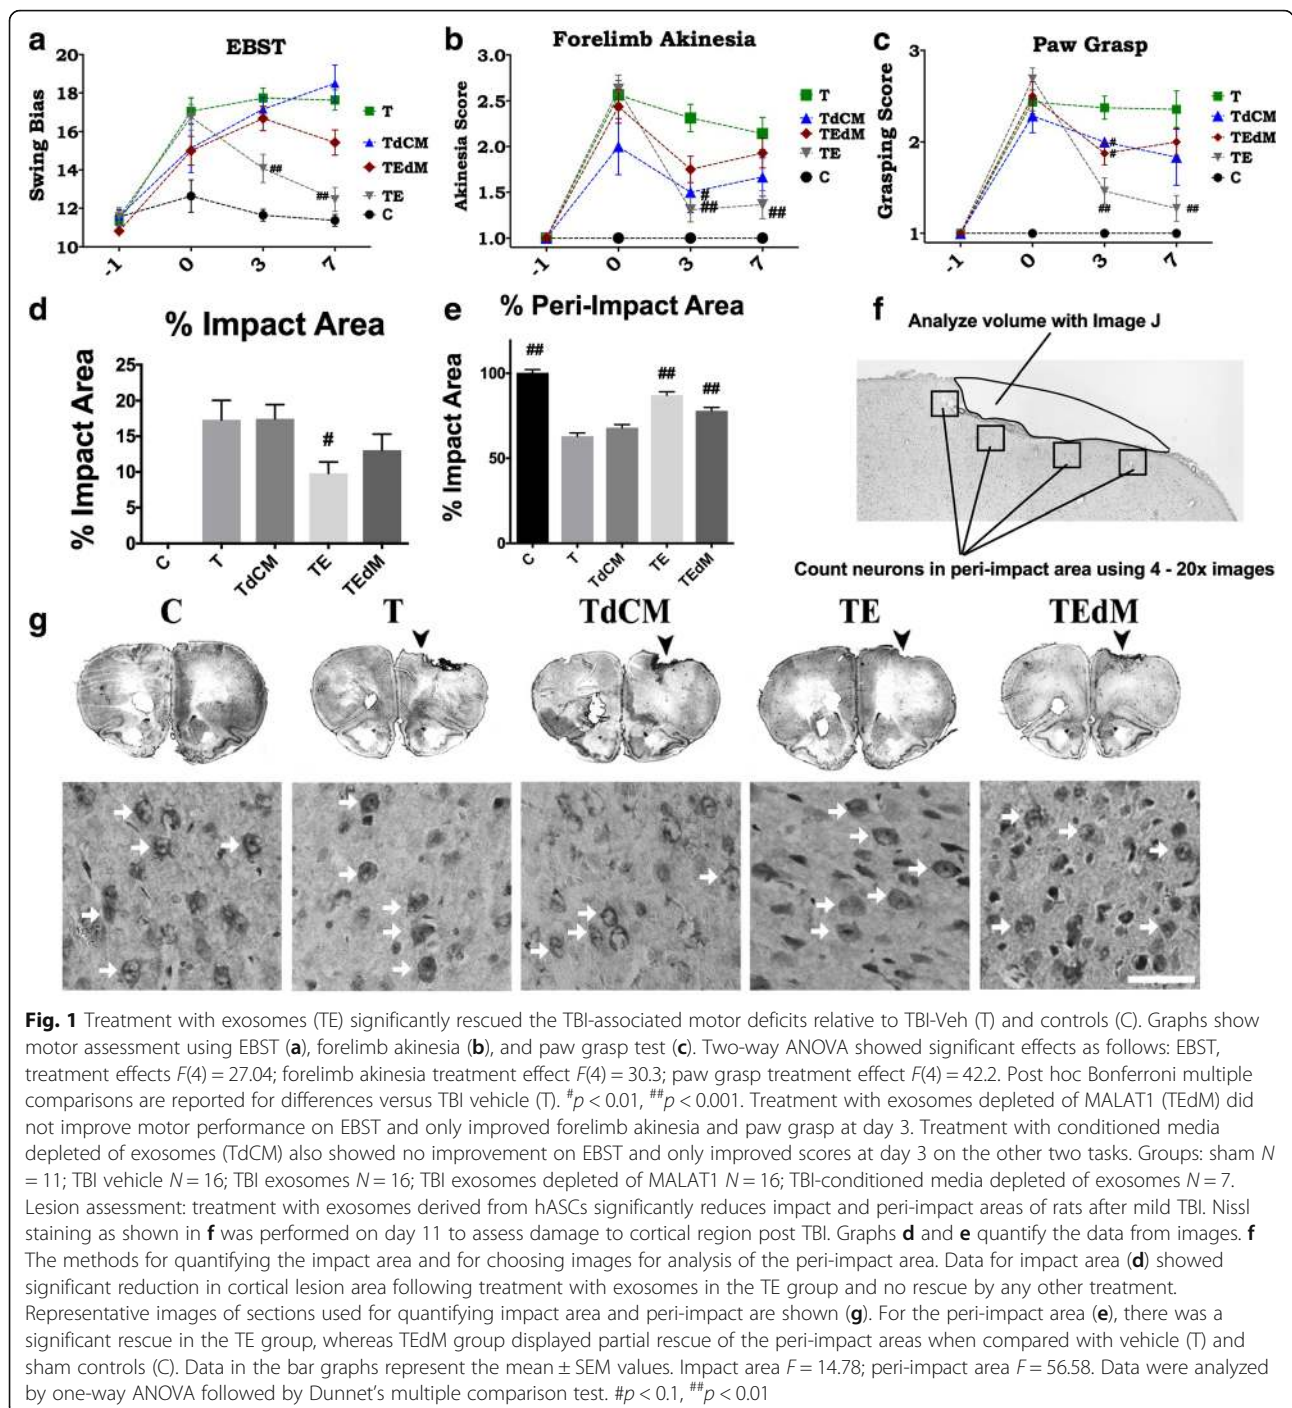 a
EBST
Swing Bias
20
18
16
14
12
10
-1
0
3
7
##
##
T
TdCM
TEdM
TE
C
b
Forelimb Akinesia
Akinesia Score
3.0
2.5
2.0
1.5
1.0
-1
0
3
7
#
##
##
T
TdCM
TEdM
TE
C
c
Paw Grasp
Grasping Score
3
2
1
-1
0
3
7
#
#
##
##
T
TdCM
TEdM
TE
C
d
% Impact Area
% Impact Area
25
20
15
10
5
0
#
C
T
TdCM
TE
TEdM
e
% Peri-Impact Area
% Impact Area
100
50
0
##
##
##
C
T
TdCM
TE
TEdM
f
Analyze volume with Image J
Count neurons in peri-impact area using 4 - 20x images
g
C
T
TdCM
TE
TEdM
Fig. 1 Treatment with exosomes (TE) significantly rescued the TBI-associated motor deficits relative to TBI-Veh (T) and controls (C). Graphs show
motor assessment using EBST (a), forelimb akinesia (b), and paw grasp test (c). Two-way ANOVA showed significant effects as follows: EBST,
treatment effects F(4) = 27.04; forelimb akinesia treatment effect F(4) = 30.3; paw grasp treatment effect F(4) = 42.2. Post hoc Bonferroni multiple
comparisons are reported for differences versus TBI vehicle (T). #p < 0.01, ##p < 0.001. Treatment with exosomes depleted of MALAT1 (TEdM) did
not improve motor performance on EBST and only improved forelimb akinesia and paw grasp at day 3. Treatment with conditioned media
depleted of exosomes (TdCM) also showed no improvement on EBST and only improved scores at day 3 on the other two tasks. Groups: sham N
= 11; TBI vehicle N = 16; TBI exosomes N = 16; TBI exosomes depleted of MALAT1 N = 16; TBI-conditioned media depleted of exosomes N = 7.
Lesion assessment: treatment with exosomes derived from hASCs significantly reduces impact and peri-impact areas of rats after mild TBI. Nissl
staining as shown in f was performed on day 11 to assess damage to cortical region post TBI. Graphs d and e quantify the data from images. f
The methods for quantifying the impact area and for choosing images for analysis of the peri-impact area. Data for impact area (d) showed
significant reduction in cortical lesion area following treatment with exosomes in the TE group and no rescue by any other treatment.
Representative images of sections used for quantifying impact area and peri-impact are shown (g). For the peri-impact area (e), there was a
significant rescue in the TE group, whereas TEdM group displayed partial rescue of the peri-impact areas when compared with vehicle (T) and
sham controls (C). Data in the bar graphs represent the mean ± SEM values. Impact area F = 14.78; peri-impact area F = 56.58. Data were analyzed
by one-way ANOVA followed by Dunnet's multiple comparison test. #p < 0.1, ##p < 0.01